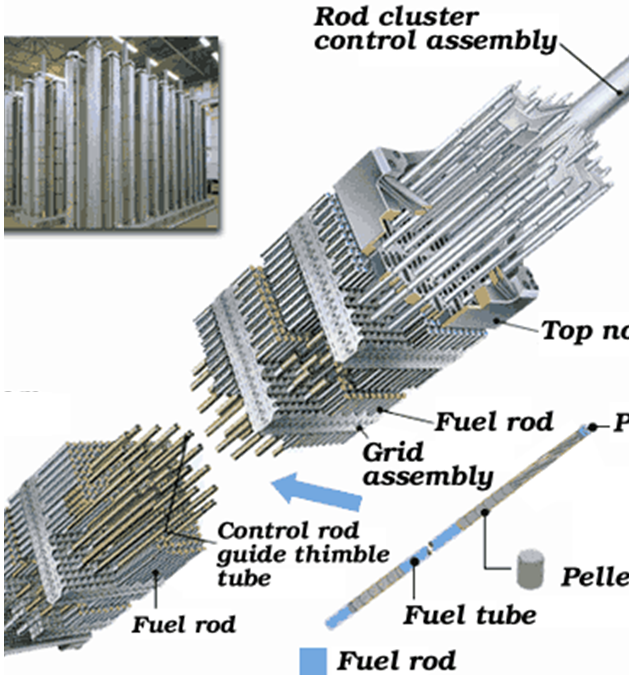 Rod cluster
control assembly
Top no
Fuel rod
P
Grid
assembly
Control rod
guide thimble
tube
Pelle
Fuel tube
Fuel rod
Fuel rod